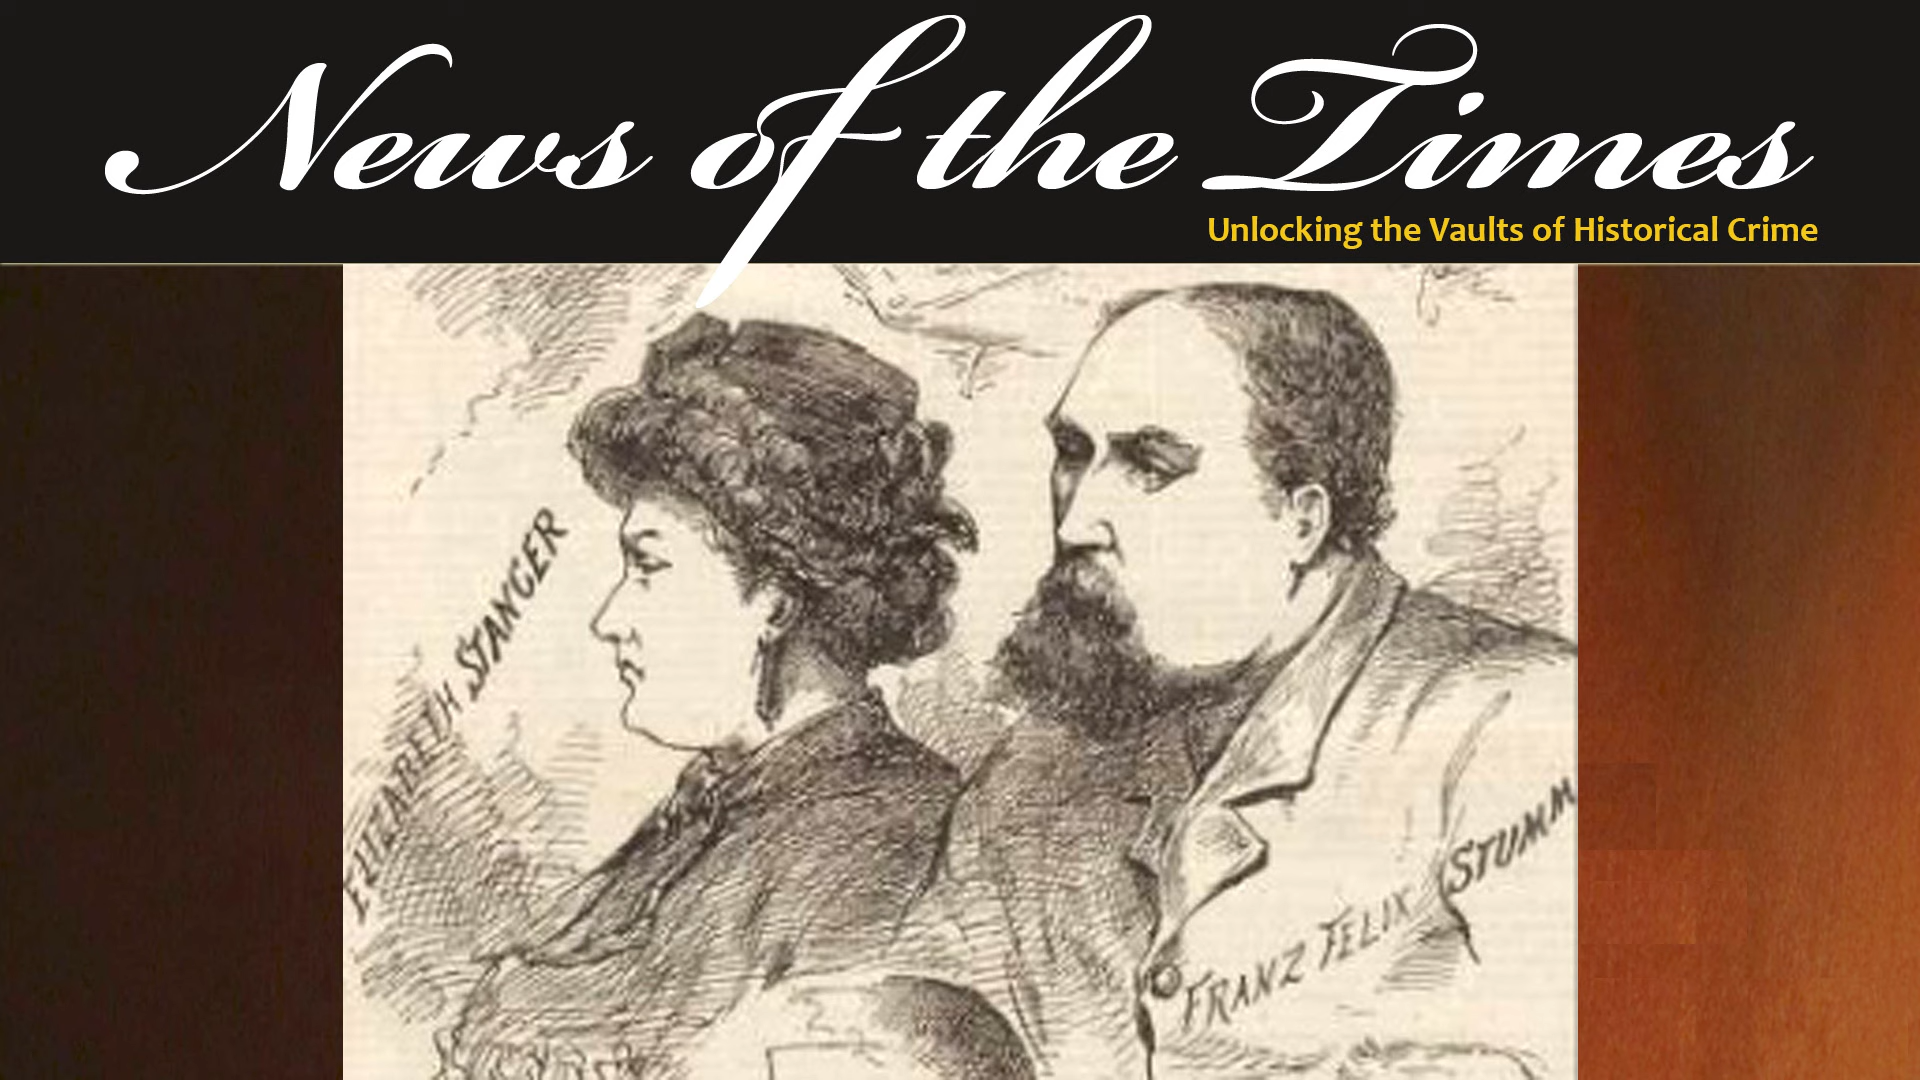 News of the Times
Unlocking the Vaults of Historical Crime
ELIZABETH STANGER
FRANZ FELIX STUMM